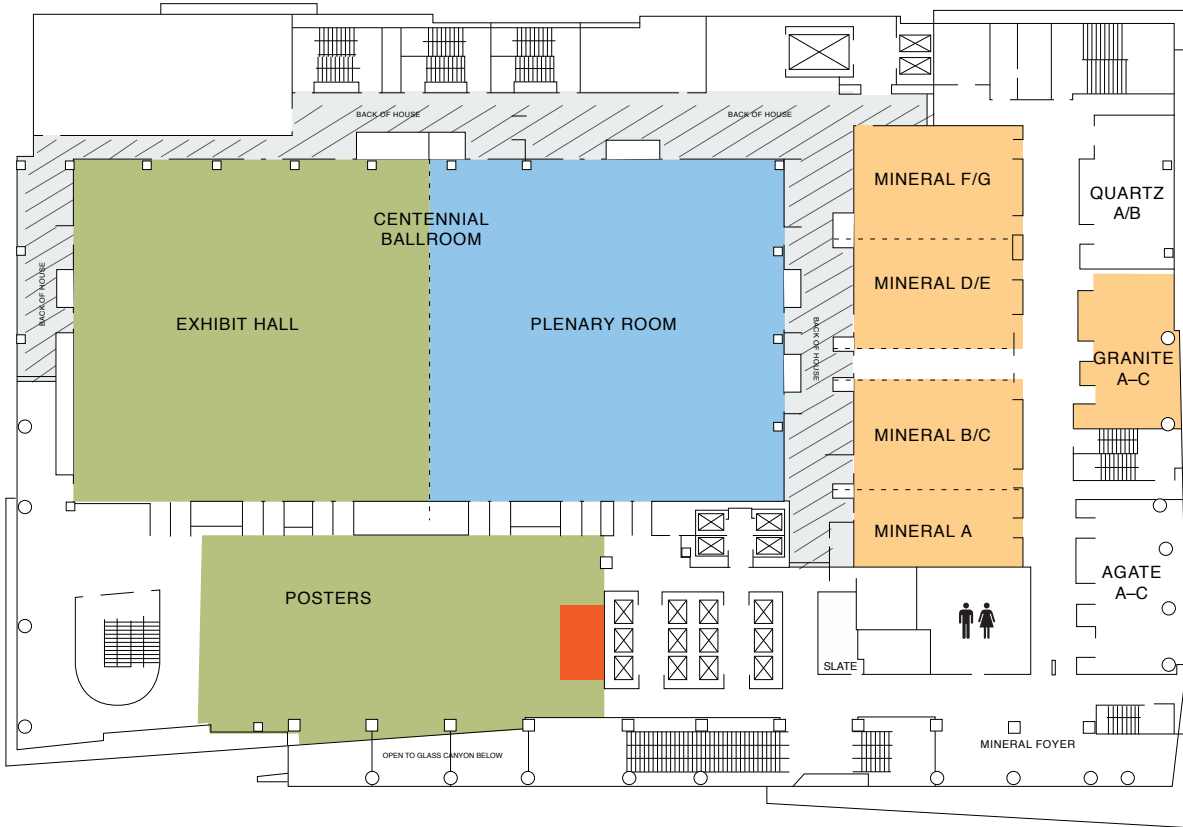 BACK OF HOUSE
BACK OF HOUSE
MINERAL F/G
QUARTZ
A/B
CENTENNIAL
BALLROOM
BACK OF HOUSE
MINERAL D/E
EXHIBIT HALL
PLENARY ROOM
BACK OF HOUSE
GRANITE
A–C
MINERAL B/C
MINERAL A
AGATE
A–C
POSTERS
SLATE
MINERAL FOYER
OPEN TO GLASS CANYON BELOW